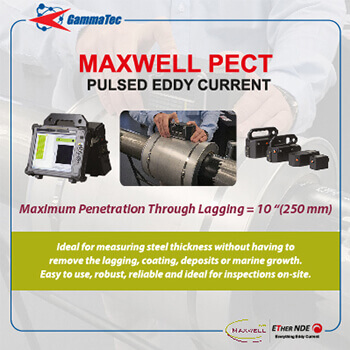 GammaTec
MAXWELL PECT
PULSED EDDY CURRENT
Maximum Penetration Through Lagging = 10 “(250 mm)
Ideal for measuring steel thickness without having to
remove the lagging, coating, deposits or marine growth.
Easy to use, robust, reliable and ideal for inspections on-site.
MAXWELL
ETHER NDE
Everything Eddy Current